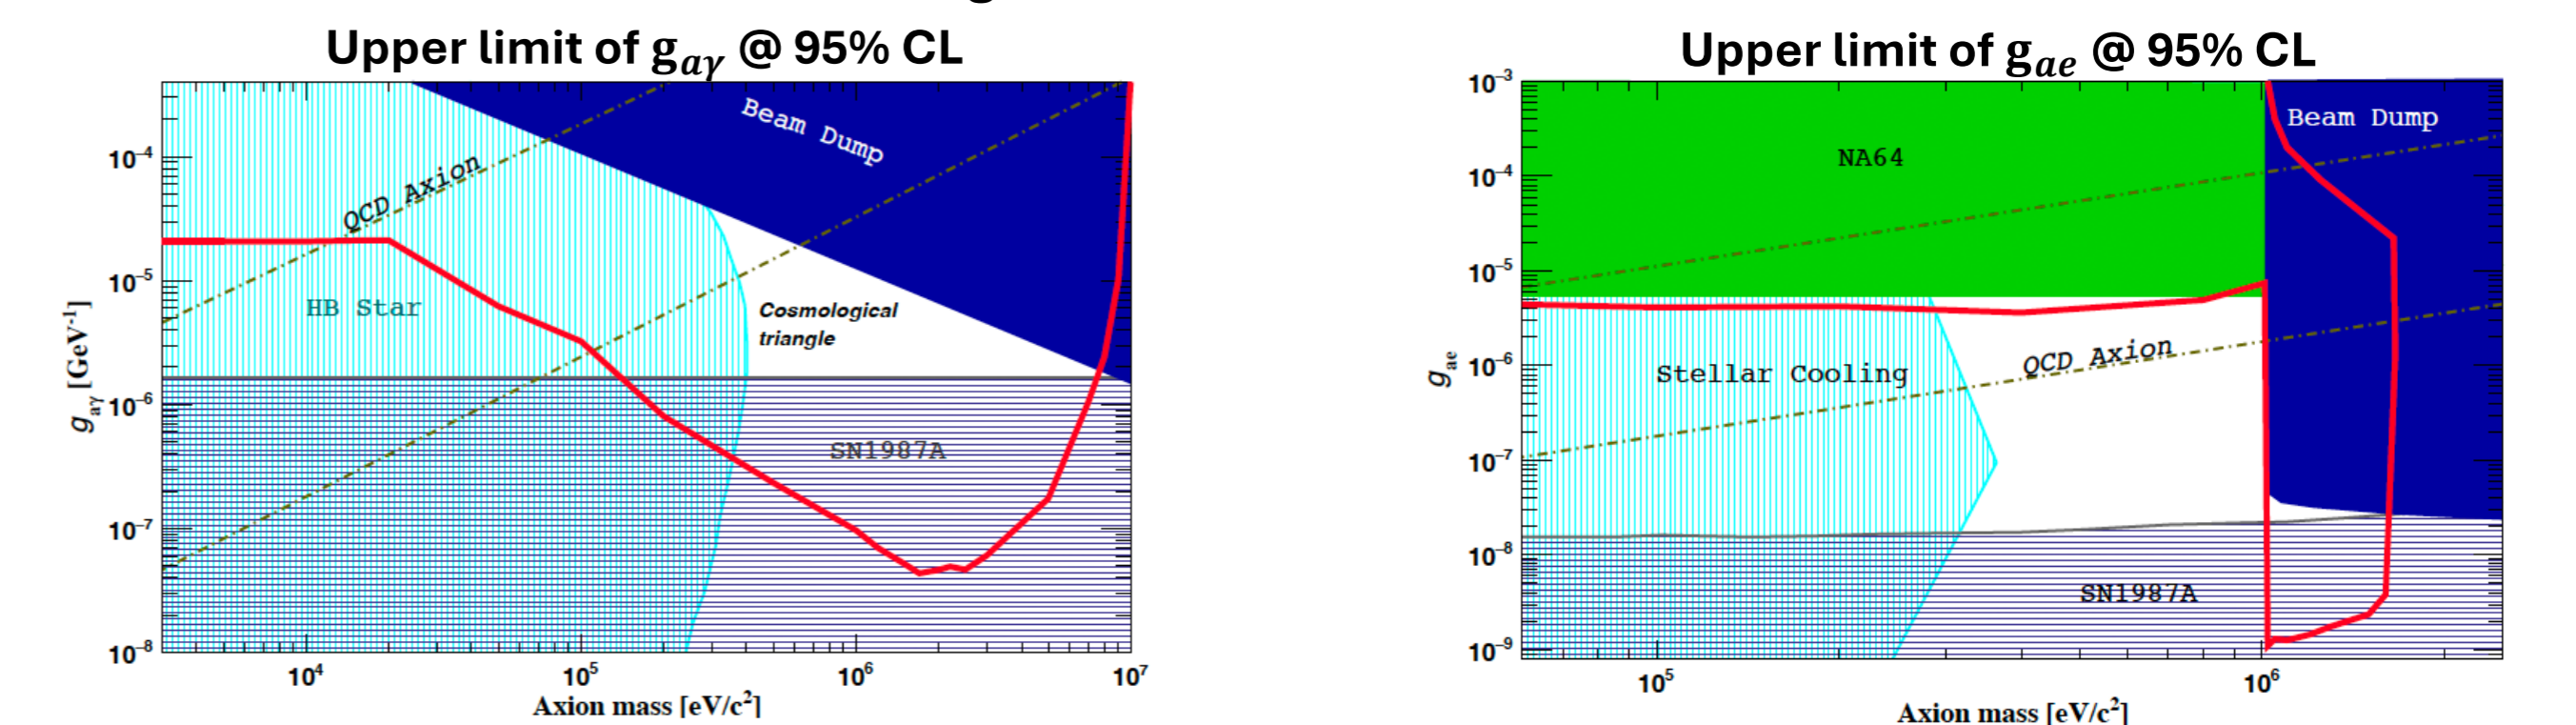 Upper limit of g𝑎𝛾 @ 95% CL
10⁻⁴
10⁻⁵
10⁻⁶
10⁻⁷
10⁻⁸
gaγ [GeV⁻¹]
Beam Dump
QCD Axion
HB Star
Cosmological
triangle
SN1987A
10⁴ 10⁵ 10⁶ 10⁷
Axion mass [eV/c²]
Upper limit of g𝑎𝑒 @ 95% CL
10⁻³
10⁻⁴
10⁻⁵
10⁻⁶
10⁻⁷
10⁻⁸
10⁻⁹
gae
Beam Dump
NA64
QCD Axion
Stellar Cooling
SN1987A
10⁵ 10⁶
Axion mass [eV/c²]